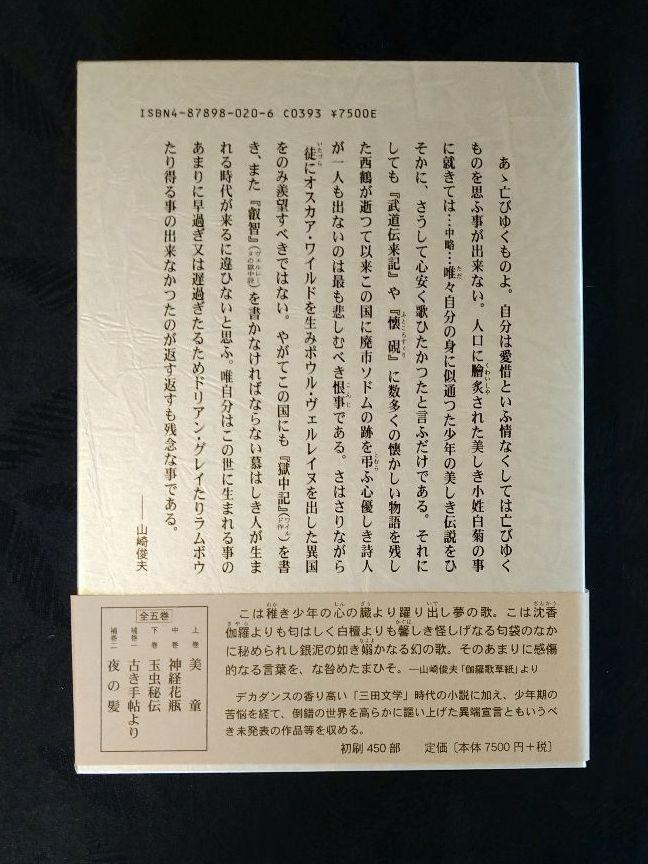 ISBN4-87898-020-6 C0393 ¥7500E
あゝ亡びゆくものよ。自分は愛惜といふ情なくしては亡びゆく
ものを思ふ事が出来ない。人口に膾炙された美しき小姓白菊の事
に就きては…中略…唯々自分の身に似通つた少年の美しき伝説をひ
そかに、さうして心安く歌ひたかつたと言ふだけである。それに
しても『武道伝来記』や『懐硯』に数多くの懐かしい物語を残し
た西鶴が逝つて以来この国に廃市ソドムの跡を弔ふ心優しき詩人
が一人も出ないのは最も悲しむべき恨事である。さはさりながら
徒にオスカア・ワイルドを生みポウル・ヴェルレイヌを出した異国
をのみ羨望すべきではない。やがてこの国にも『獄中記』（ワイルド作）を書
き、また『叡智』（ヴェルレーヌの獄中詩）を書かなければならない慕はしき人が生ま
れる時代が来るに違ひないと思ふ。唯自分はこの世に生まれる事の
あまりに早過ぎ又は遅過ぎたるためドリアン・グレイたりラムボウ
たり得る事の出来なかつたのが返す返すも残念な事である。
――山崎俊夫
こは稚き少年の心の臓より躍り出し夢の歌。こは沈香
伽羅よりも匂はしく白檀よりも馨しき怪しげなる匂袋のなか
に秘められし銀泥の如き嫋かなる幻の歌。そのあまりに感傷
的なる言葉を、な咎めたまひそ。―山崎俊夫「伽羅歌草紙」より
デカダンスの香り高い「三田文学」時代の小説に加え、少年期の
苦悩を経て、倒錯の世界を高らかに謳い上げた異端宣言ともいうべ
き未発表の作品等を収める。
初刷450部 定価〔本体7500円+税〕
全五巻
上巻 美童
中巻 神経花瓶
下巻 玉虫秘伝
補巻一 古き手帖より
補巻二 夜の髪